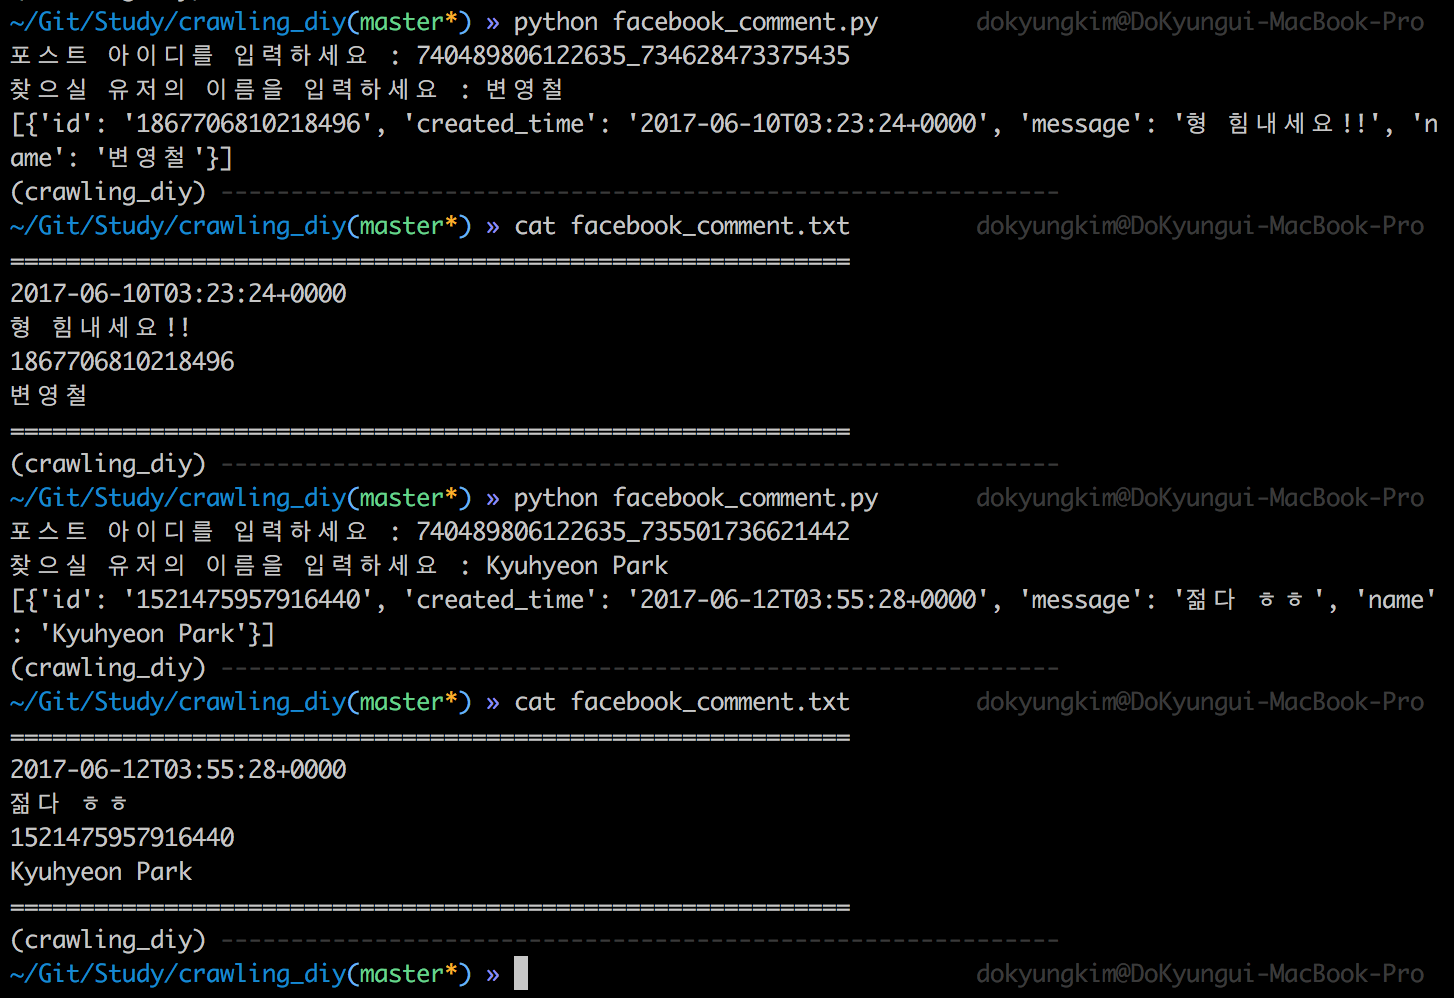 ~/Git/Study/crawling_diy(master*) » python facebook_comment.py dokyungkim@DoKyungui-MacBook-Pro
포스트 아이디를 입력하세요 : 740489806122635_734628473375435
찾으실 유저의 이름을 입력하세요 : 변영철
[{'id': '1867706810218496', 'created_time': '2017-06-10T03:23:24+0000', 'message': '형 힘내세요!!', 'n
ame': '변영철'}]
(crawling_diy) ------------------------------------------------------------
~/Git/Study/crawling_diy(master*) » cat facebook_comment.txt dokyungkim@DoKyungui-MacBook-Pro
============================================================
2017-06-10T03:23:24+0000
형 힘내세요!!
1867706810218496
변영철
============================================================
(crawling_diy) ------------------------------------------------------------
~/Git/Study/crawling_diy(master*) » python facebook_comment.py dokyungkim@DoKyungui-MacBook-Pro
포스트 아이디를 입력하세요 : 740489806122635_735501736621442
찾으실 유저의 이름을 입력하세요 : Kyuhyeon Park
[{'id': '1521475957916440', 'created_time': '2017-06-12T03:55:28+0000', 'message': '젊다 ㅎㅎ', 'name'
: 'Kyuhyeon Park'}]
(crawling_diy) ------------------------------------------------------------
~/Git/Study/crawling_diy(master*) » cat facebook_comment.txt dokyungkim@DoKyungui-MacBook-Pro
============================================================
2017-06-12T03:55:28+0000
젊다 ㅎㅎ
1521475957916440
Kyuhyeon Park
============================================================
(crawling_diy) ------------------------------------------------------------
~/Git/Study/crawling_diy(master*) » dokyungkim@DoKyungui-MacBook-Pro